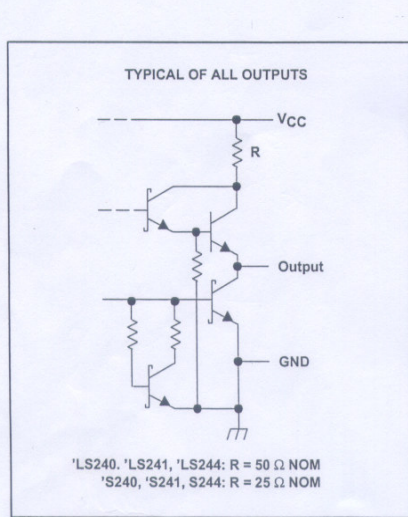 TYPICAL OF ALL OUTPUTS
VCC
R
Output
GND
'LS240. 'LS241, 'LS244: R = 50 Ω NOM
'S240, 'S241, S244: R = 25 Ω NOM